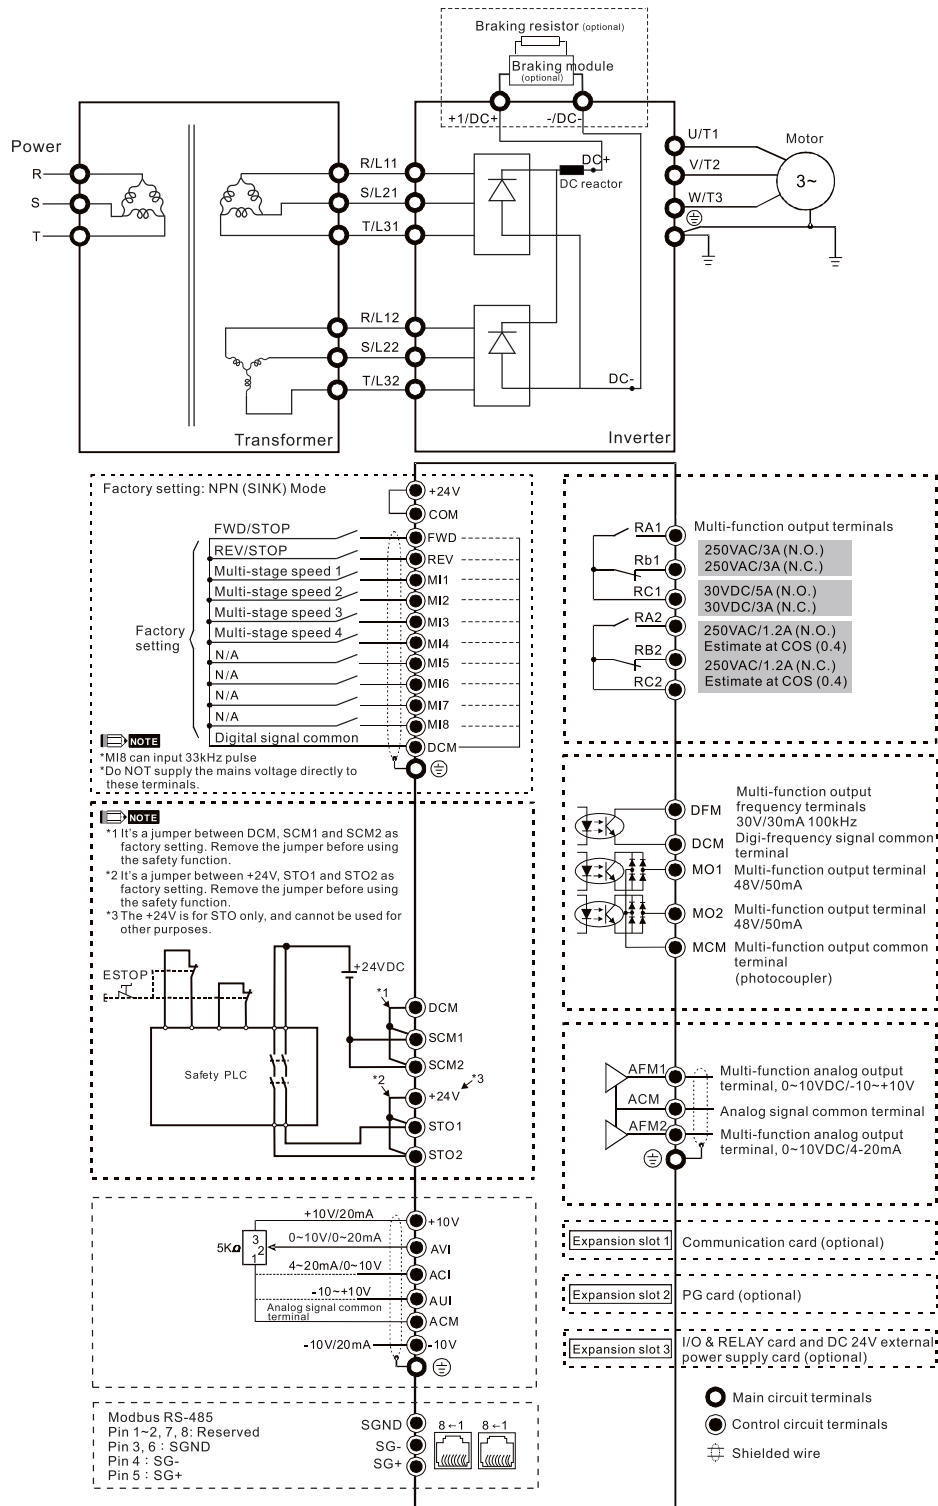 Braking resistor (optional)
Braking module
(optional)
+1/DC+
-/DC-
Power
R
S
T
R/L11
S/L21
T/L31
R/L12
S/L22
T/L32
Transformer
DC+
DC reactor
DC-
Inverter
U/T1
V/T2
W/T3
Motor
3~
Factory setting: NPN (SINK) Mode
+24V
COM
FWD/STOP
FWD
REV/STOP
REV
Multi-stage speed 1
MI1
Multi-stage speed 2
MI2
Multi-stage speed 3
MI3
Multi-stage speed 4
MI4
Factory
setting
N/A
MI5
N/A
MI6
N/A
MI7
N/A
MI8
Digital signal common
DCM
NOTE
*MI8 can input 33kHz pulse
*Do NOT supply the mains voltage directly to
these terminals.
RA1
Multi-function output terminals
Rb1
250VAC/3A (N.O.)
250VAC/3A (N.C.)
RC1
30VDC/5A (N.O.)
30VDC/3A (N.C.)
RA2
250VAC/1.2A (N.O.)
Estimate at COS (0.4)
RB2
250VAC/1.2A (N.C.)
RC2
Estimate at COS (0.4)
NOTE
*1 It's a jumper between DCM, SCM1 and SCM2 as
factory setting. Remove the jumper before using
the safety function.
*2 It's a jumper between +24V, STO1 and STO2 as
factory setting. Remove the jumper before using
the safety function.
*3 The +24V is for STO only, and cannot be used for
other purposes.
ESTOP
+24VDC
*1
DCM
SCM1
SCM2
Safety PLC
*2
*3
+24V
STO1
STO2
DFM
Multi-function output
frequency terminals
30V/30mA 100kHz
DCM
Digi-frequency signal common
terminal
MO1
Multi-function output terminal
48V/50mA
MO2
Multi-function output terminal
48V/50mA
MCM
Multi-function output common
terminal
(photocoupler)
AFM1
Multi-function analog output
terminal, 0~10VDC/-10~+10V
ACM
Analog signal common terminal
AFM2
Multi-function analog output
terminal, 0~10VDC/4-20mA
+10V/20mA
+10V
5KΩ
3
2
1
0~10V/0~20mA
AVI
4~20mA/0~10V
ACI
-10~+10V
AUI
Analog signal common
terminal
ACM
-10V/20mA
-10V
Expansion slot 1
Communication card (optional)
Expansion slot 2
PG card (optional)
Expansion slot 3
I/O & RELAY card and DC 24V external
power supply card (optional)
Modbus RS-485
Pin 1~2, 7, 8: Reserved
Pin 3, 6 : SGND
Pin 4 : SG-
Pin 5 : SG+
SGND
SG-
SG+
8←1
8←1
Main circuit terminals
Control circuit terminals
Shielded wire